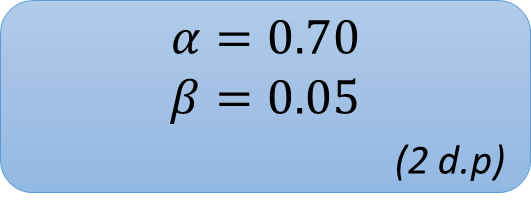 α = 0.70
β = 0.05
(2 d.p)